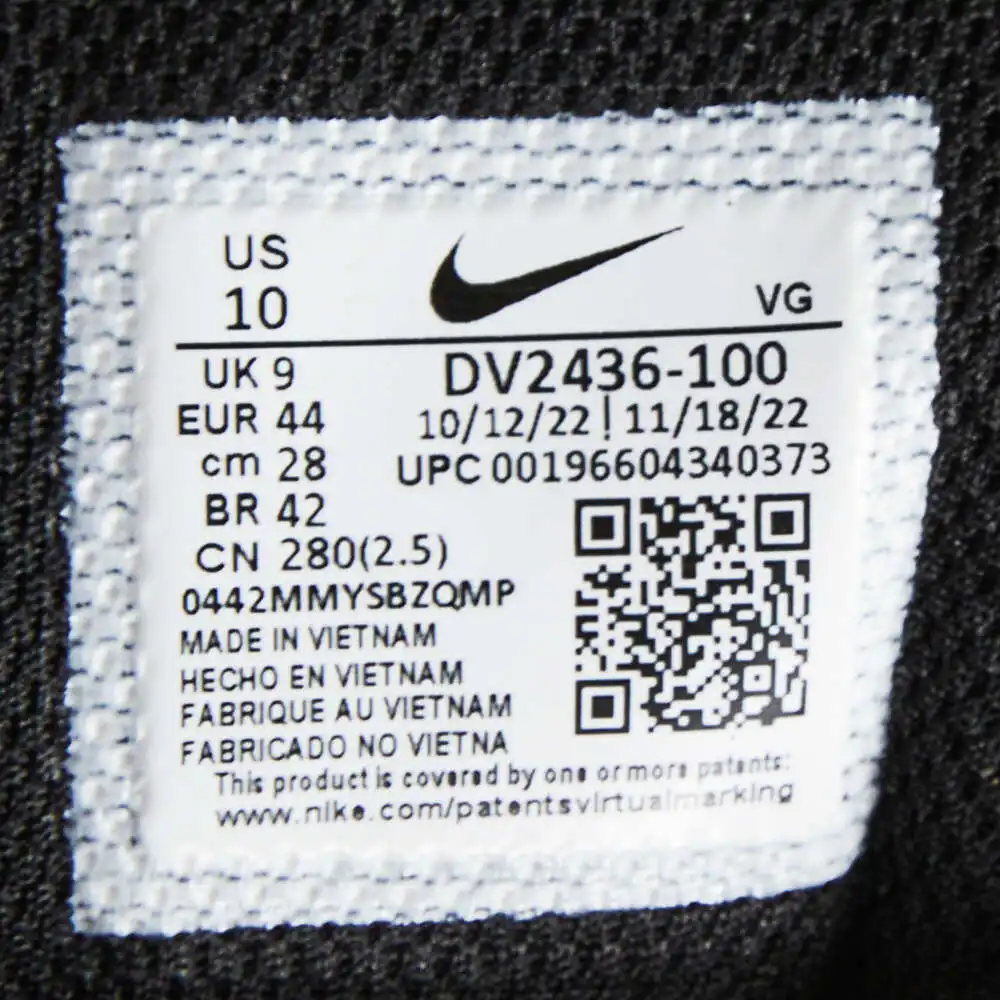 US
10
VG
UK 9
DV2436-100
EUR 44
10/12/22 | 11/18/22
cm 28
UPC 00196604340373
BR 42
CN 280(2.5)
0442MMYSBZQMP
MADE IN VIETNAM
HECHO EN VIETNAM
FABRIQUE AU VIETNAM
FABRICADO NO VIETNA
This product is covered by one or more patents:
www.nike.com/patentsvirtualmarking